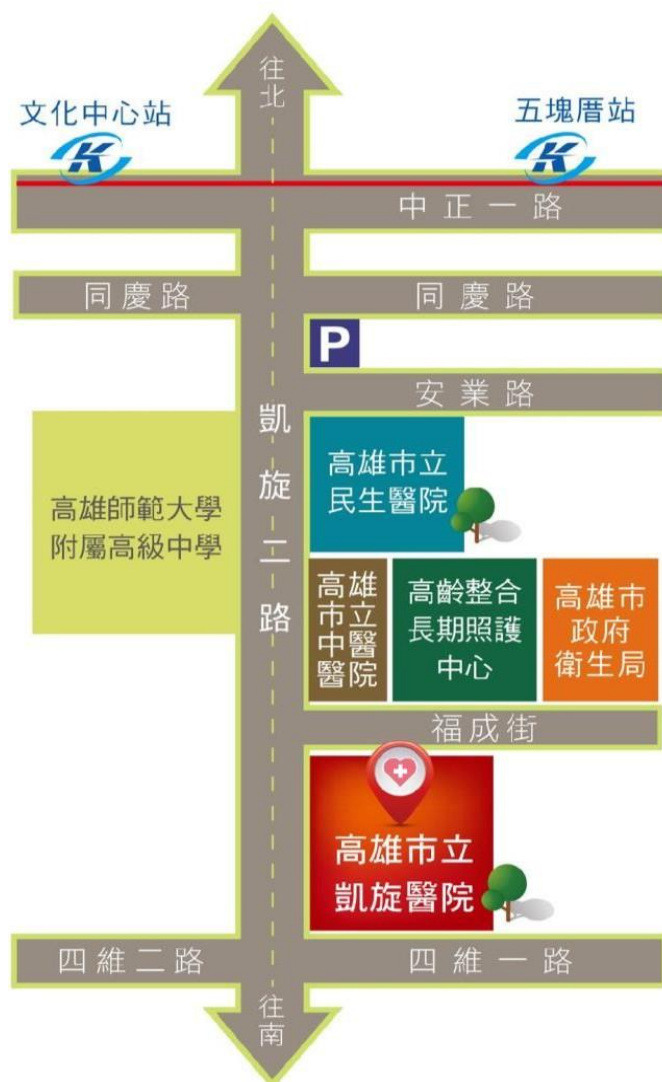 往北
文化中心站
K
五塊厝站
K
中正一路
同慶路
同慶路
P
安業路
凱旋二路
高雄師範大學
附屬高級中學
高雄市立
民生醫院
高雄
市立
中醫
醫院
高齡整合
長期照護
中心
高雄市
政府
衛生局
福成街
高雄市立
凱旋醫院
四維二路
四維一路
往南